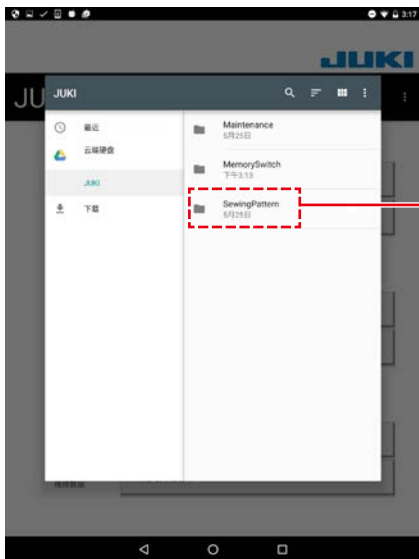 3:17
JUKI
JU
JUKI
最近
云端硬盘
JUKI
下载
Maintenance
5月25日
MemorySwitch
下午3:13
SewingPattern
5月25日